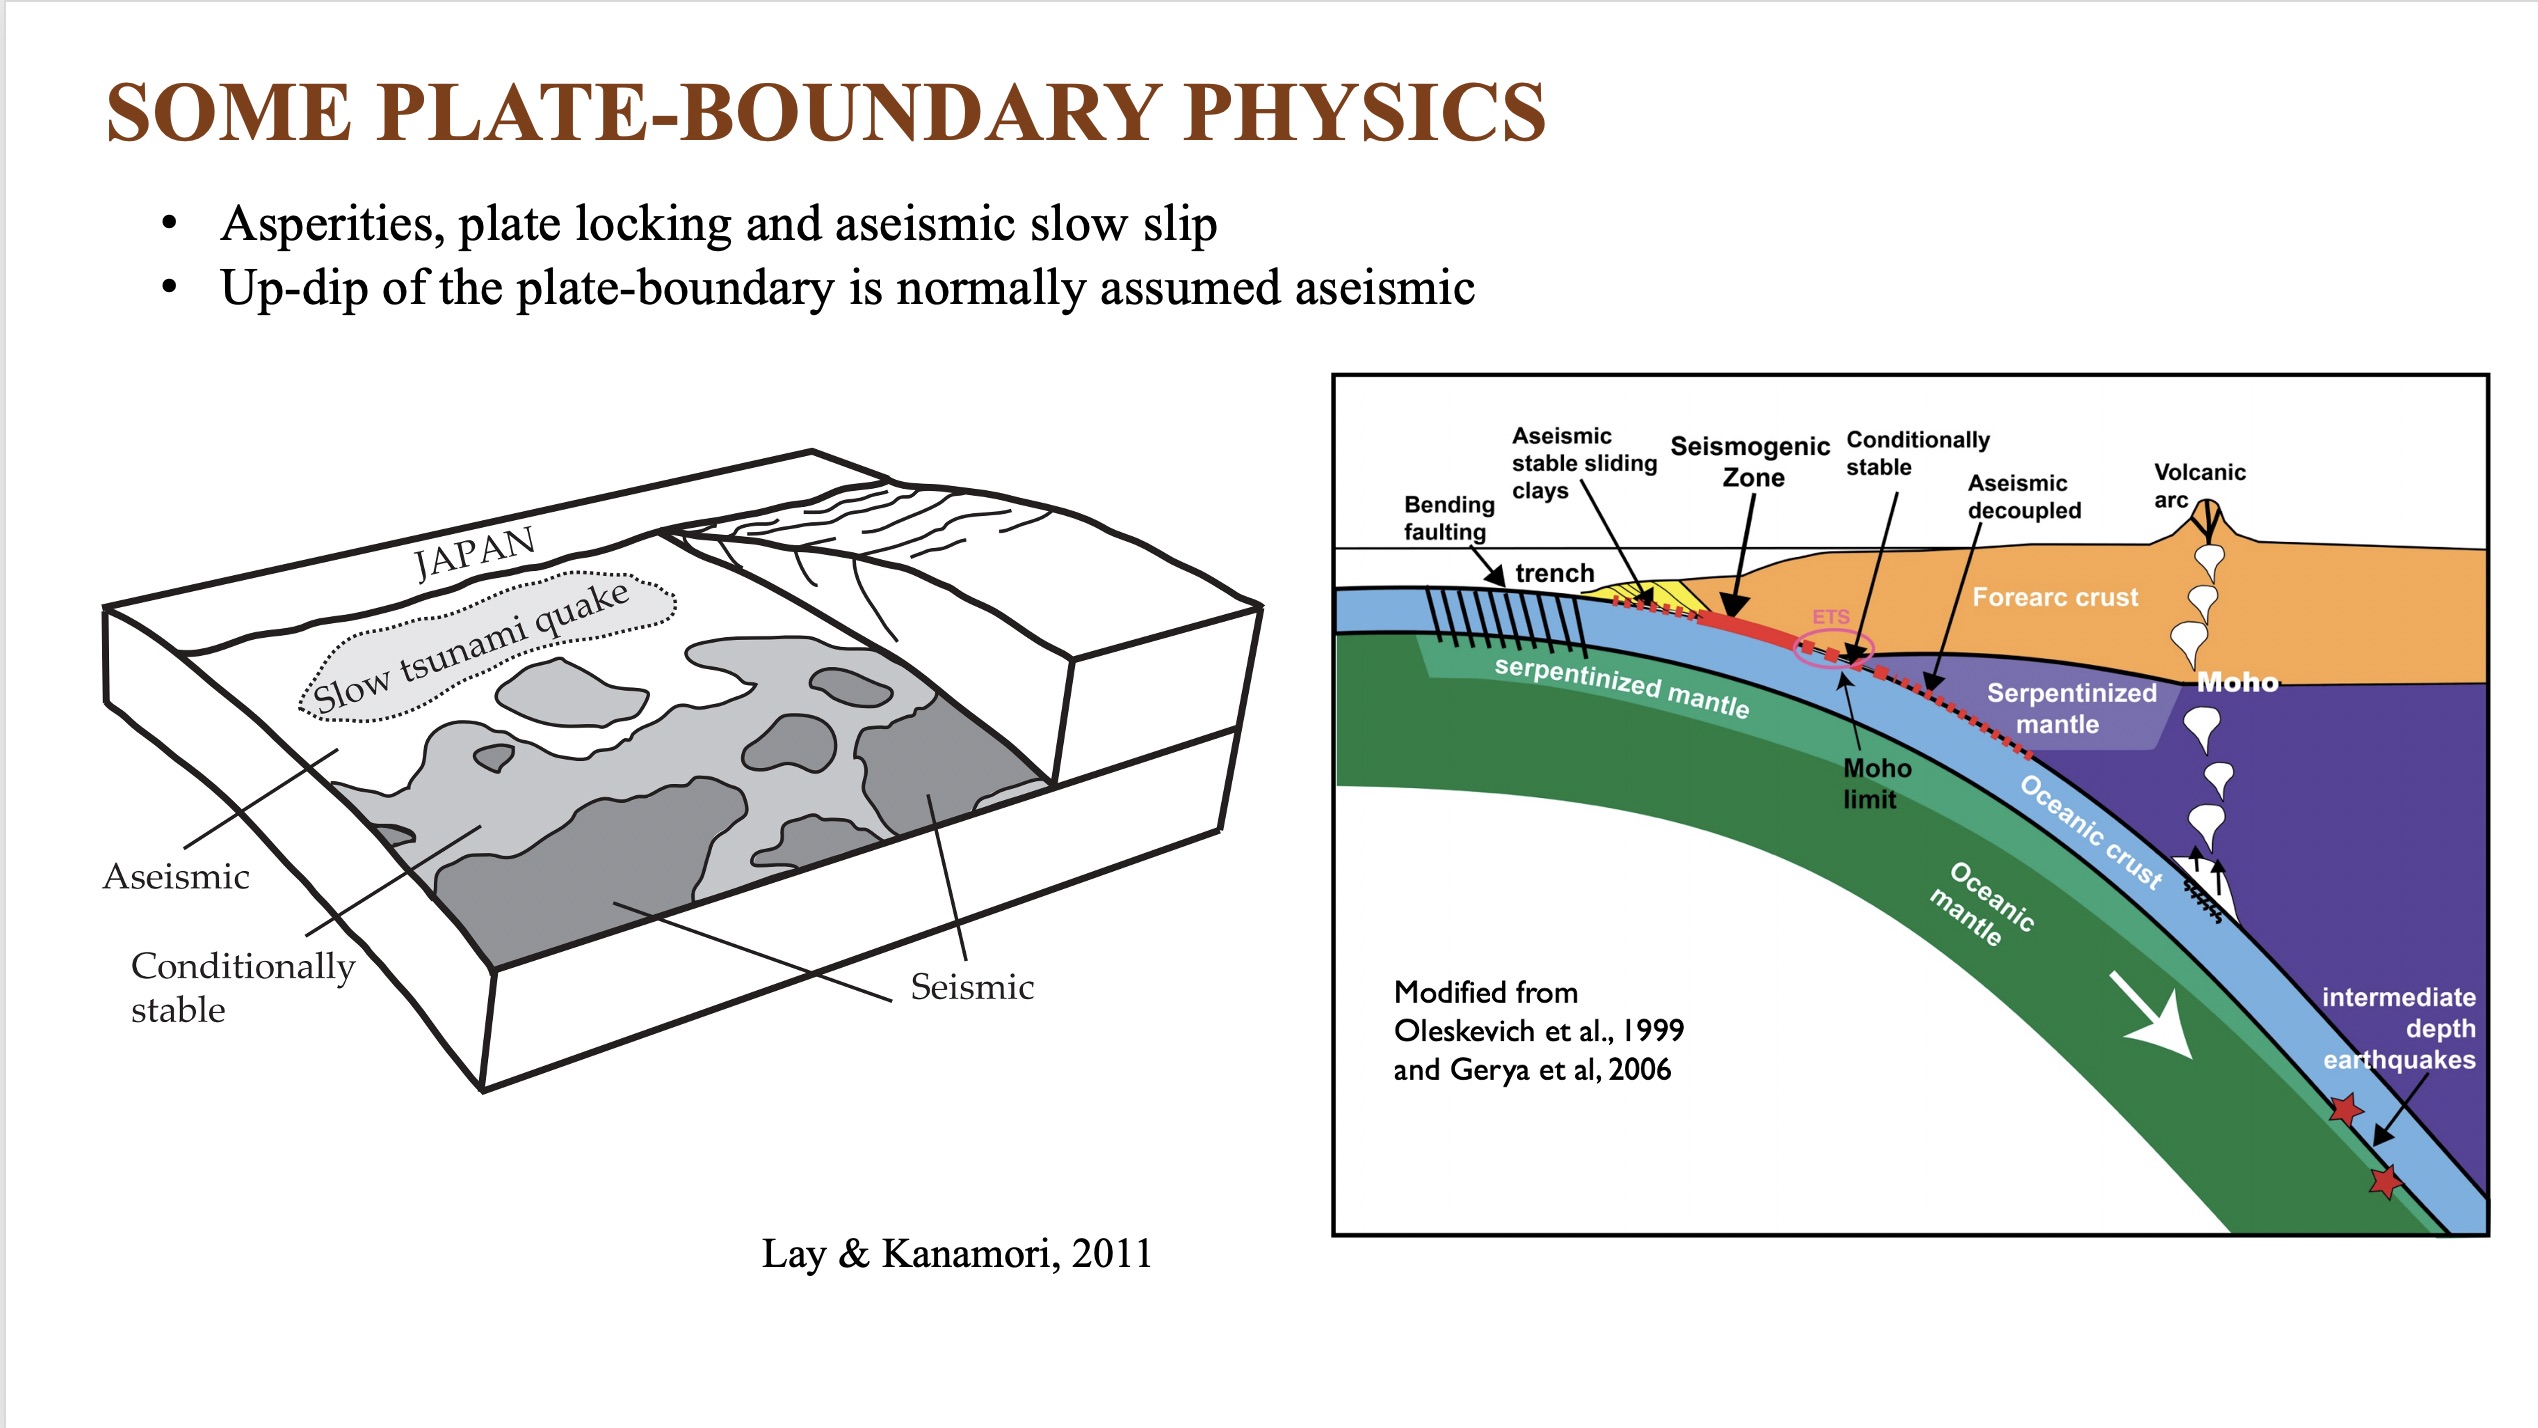 SOME PLATE-BOUNDARY PHYSICS
• Asperities, plate locking and aseismic slow slip
• Up-dip of the plate-boundary is normally assumed aseismic
JAPAN
Slow tsunami quake
Aseismic
Conditionally
stable
Seismic
Lay & Kanamori, 2011
Aseismic
stable sliding
clays
Seismogenic
Zone
Conditionally
stable
Aseismic
decoupled
Volcanic
arc
Bending
faulting
trench
ETS
Forearc crust
serpentinized mantle
Serpentinized
mantle
Moho
Moho
limit
Oceanic crust
Oceanic
mantle
Modified from
Oleskevich et al., 1999
and Gerya et al, 2006
intermediate
depth
earthquakes